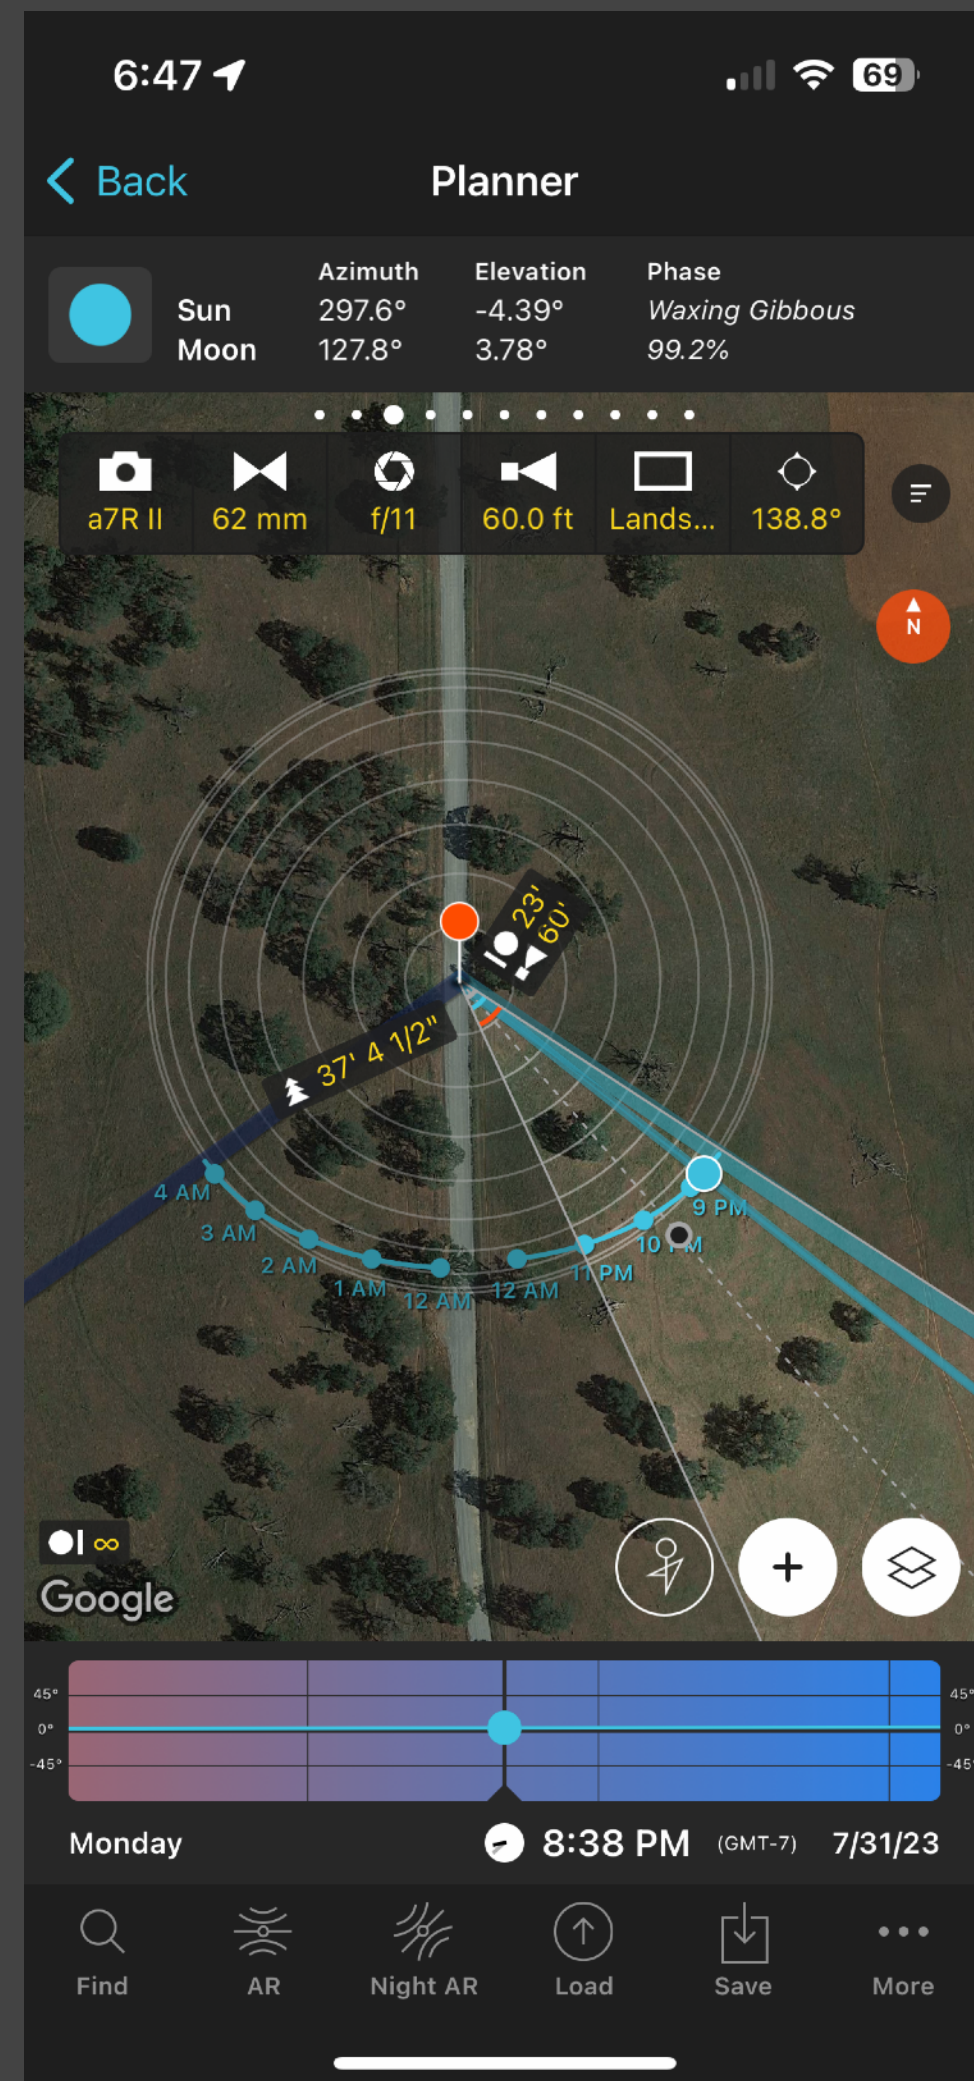 6:47
69
Back
Planner
Azimuth Elevation Phase
Sun 297.6° -4.39° Waxing Gibbous
Moon 127.8° 3.78° 99.2%
a7R II 62 mm f/11 60.0 ft Lands... 138.8°
N
23'
60'
37' 4 1/2"
4 AM
9 PM
3 AM
10 PM
2 AM
11 PM
1 AM
12 AM
12 AM
∞
Google
45° 45°
0° 0°
-45° -45°
Monday 8:38 PM (GMT-7) 7/31/23
Find AR Night AR Load Save More